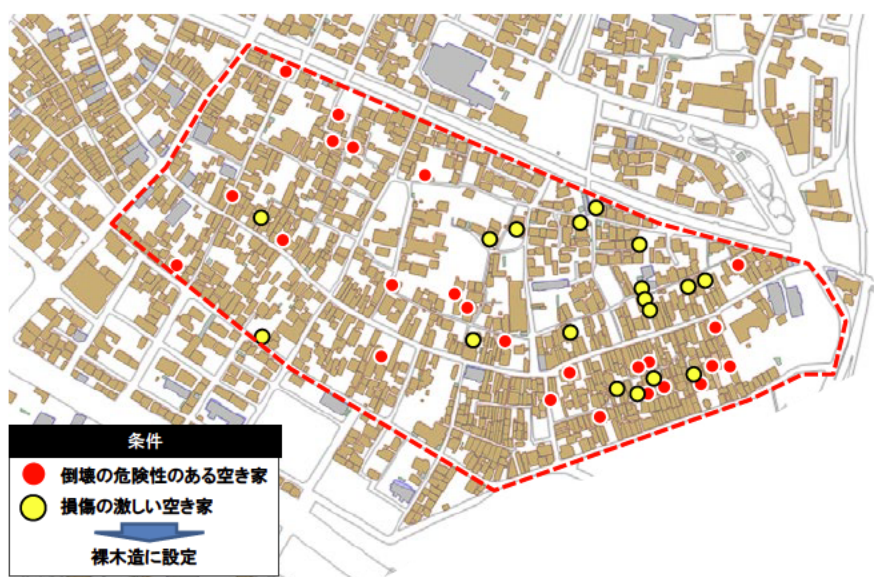 条件
倒壊の危険性のある空き家
損傷の激しい空き家
裸木造に設定